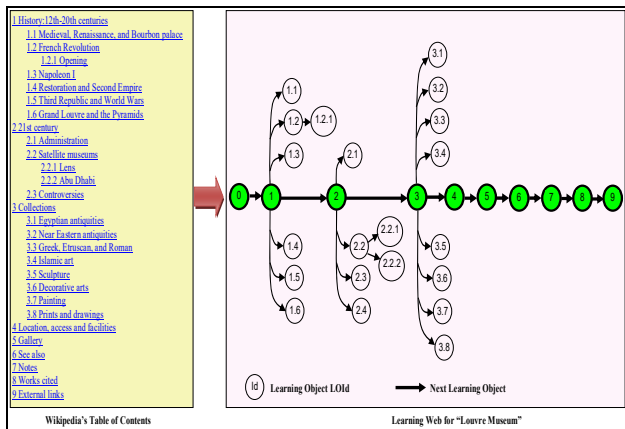 1 History:12th-20th centuries
1.1 Medieval, Renaissance, and Bourbon palace
1.2 French Revolution
1.2.1 Opening
1.3 Napoleon I
1.4 Restoration and Second Empire
1.5 Third Republic and World Wars
1.6 Grand Louvre and the Pyramids
2 21st century
2.1 Administration
2.2 Satellite museums
2.2.1 Lens
2.2.2 Abu Dhabi
2.3 Controversies
3 Collections
3.1 Egyptian antiquities
3.2 Near Eastern antiquities
3.3 Greek, Etruscan, and Roman
3.4 Islamic art
3.5 Sculpture
3.6 Decorative arts
3.7 Painting
3.8 Prints and drawings
4 Location, access and facilities
5 Gallery
6 See also
7 Notes
8 Works cited
9 External links
Wikipedia's Table of Contents
3.1
1.1
3.2
1.2 1.2.1
3.3
1.3 2.1
3.4
0 1 2 3 4 5 6 7 8 9
2.2.1
1.4 2.2
3.5
2.2.2
1.5 2.3
3.6
1.6 2.4
3.7
3.8
Id Learning Object LOId Next Learning Object
Learning Web for "Louvre Museum"